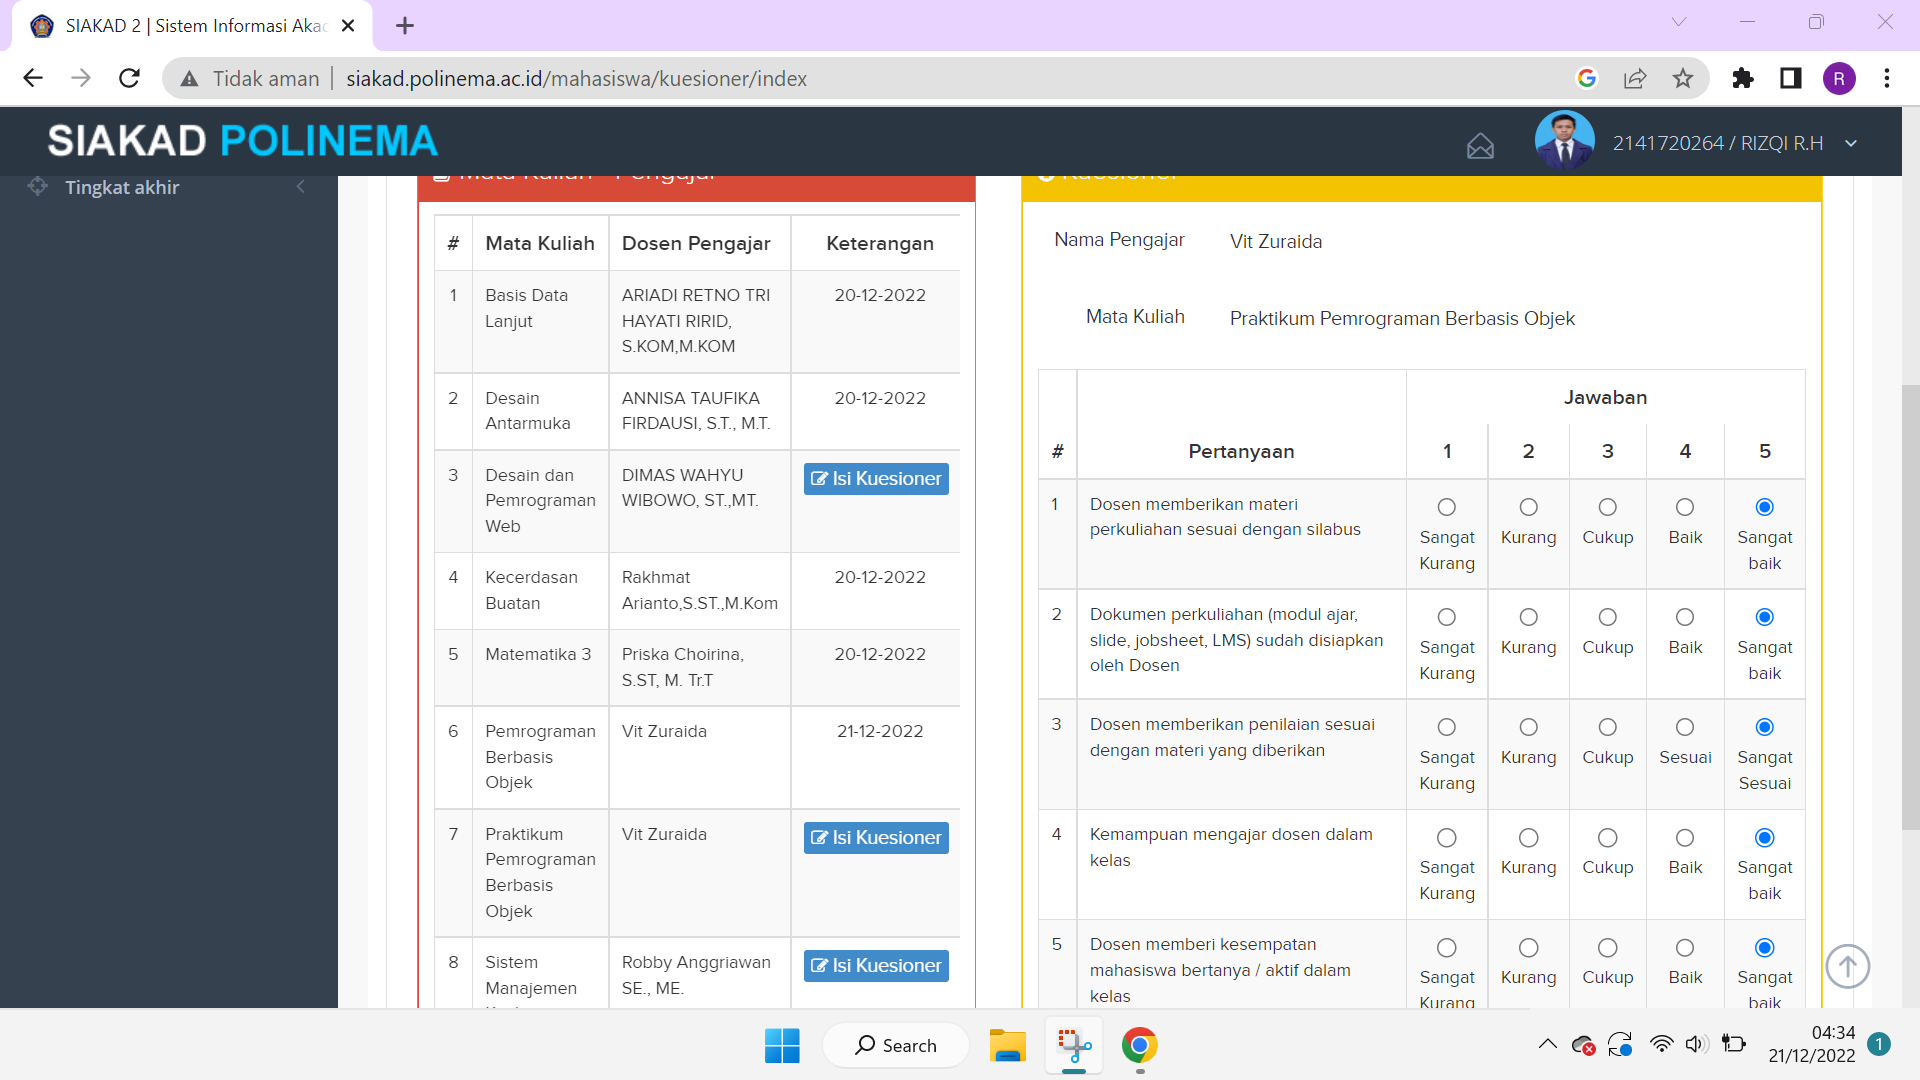 SIAKAD 2 | Sistem Informasi Akad
Tidak aman
siakad.polinema.ac.id/mahasiswa/kuesioner/index
R
SIAKAD POLINEMA
2141720264 / RIZQI R.H
Tingkat akhir
Mata Kuliah - Pengajar
# Mata Kuliah Dosen Pengajar Keterangan
1 Basis Data ARIADI RETNO TRI 20-12-2022
Lanjut HAYATI RIRID,
S.KOM,M.KOM
2 Desain ANNISA TAUFIKA 20-12-2022
Antarmuka FIRDAUSI, S.T., M.T.
3 Desain dan DIMAS WAHYU Isi Kuesioner
Pemrograman WIBOWO, ST.,MT.
Web
4 Kecerdasan Rakhmat 20-12-2022
Buatan Arianto,S.ST.,M.Kom
5 Matematika 3 Priska Choirina, 20-12-2022
S.ST, M. Tr.T
6 Pemrograman Vit Zuraida 21-12-2022
Berbasis
Objek
7 Praktikum Vit Zuraida Isi Kuesioner
Pemrograman
Berbasis
Objek
8 Sistem Robby Anggriawan Isi Kuesioner
Manajemen SE., ME.
Kuesioner
Nama Pengajar Vit Zuraida
Mata Kuliah Praktikum Pemrograman Berbasis Objek
Jawaban
# Pertanyaan 1 2 3 4 5
1 Dosen memberikan materi
perkuliahan sesuai dengan silabus
Sangat Kurang Cukup Baik Sangat
Kurang baik
2 Dokumen perkuliahan (modul ajar,
slide, jobsheet, LMS) sudah disiapkan
oleh Dosen
Sangat Kurang Cukup Baik Sangat
Kurang baik
3 Dosen memberikan penilaian sesuai
dengan materi yang diberikan
Sangat Kurang Cukup Sesuai Sangat
Kurang Sesuai
4 Kemampuan mengajar dosen dalam
kelas
Sangat Kurang Cukup Baik Sangat
Kurang baik
5 Dosen memberi kesempatan
mahasiswa bertanya / aktif dalam
kelas
Sangat Kurang Cukup Baik Sangat
Kurang baik
Search
04:34
21/12/2022
1